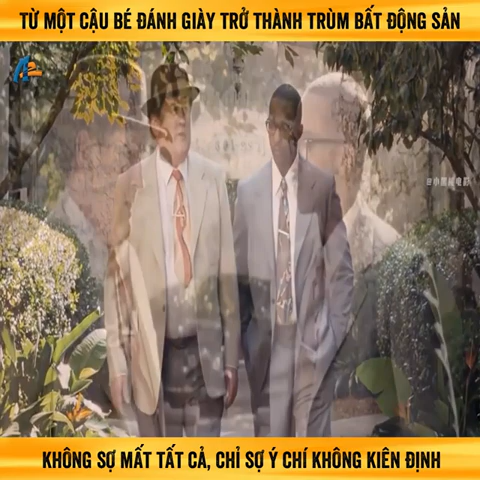 TỪ MỘT CẬU BÉ ĐÁNH GIÀY TRỞ THÀNH TRÙM BẤT ĐỘNG SẢN
KHÔNG SỢ MẤT TẤT CẢ, CHỈ SỢ Ý CHÍ KHÔNG KIÊN ĐỊNH